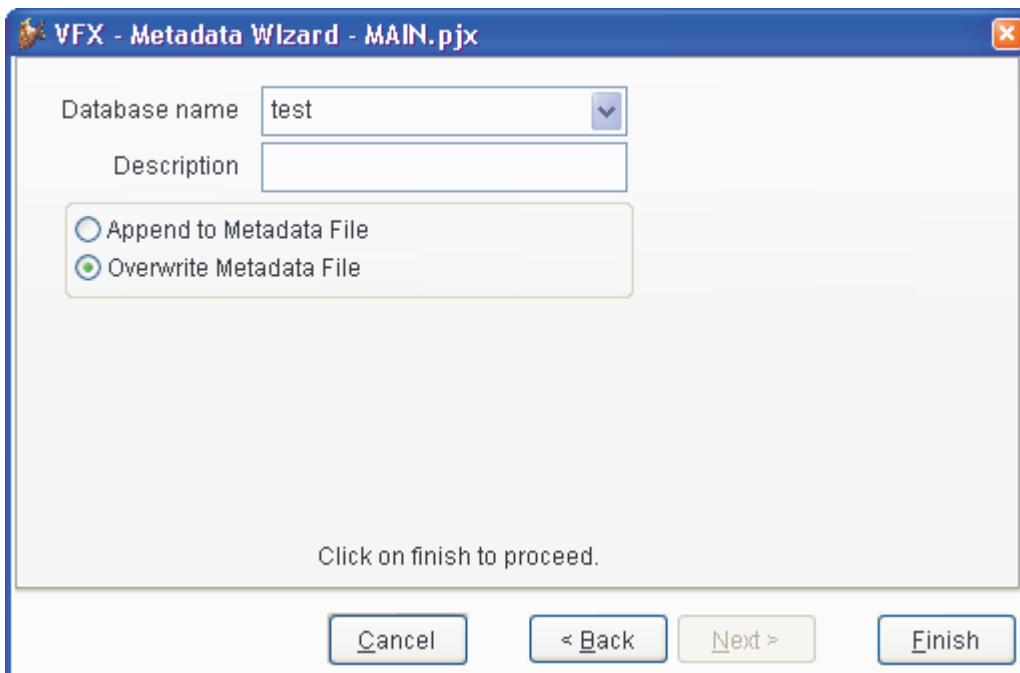 VFX - Metadata WIzard - MAIN.pjx
Database name test
Description
Append to Metadata File
Overwrite Metadata File
Click on finish to proceed.
Cancel < Back Next > Finish